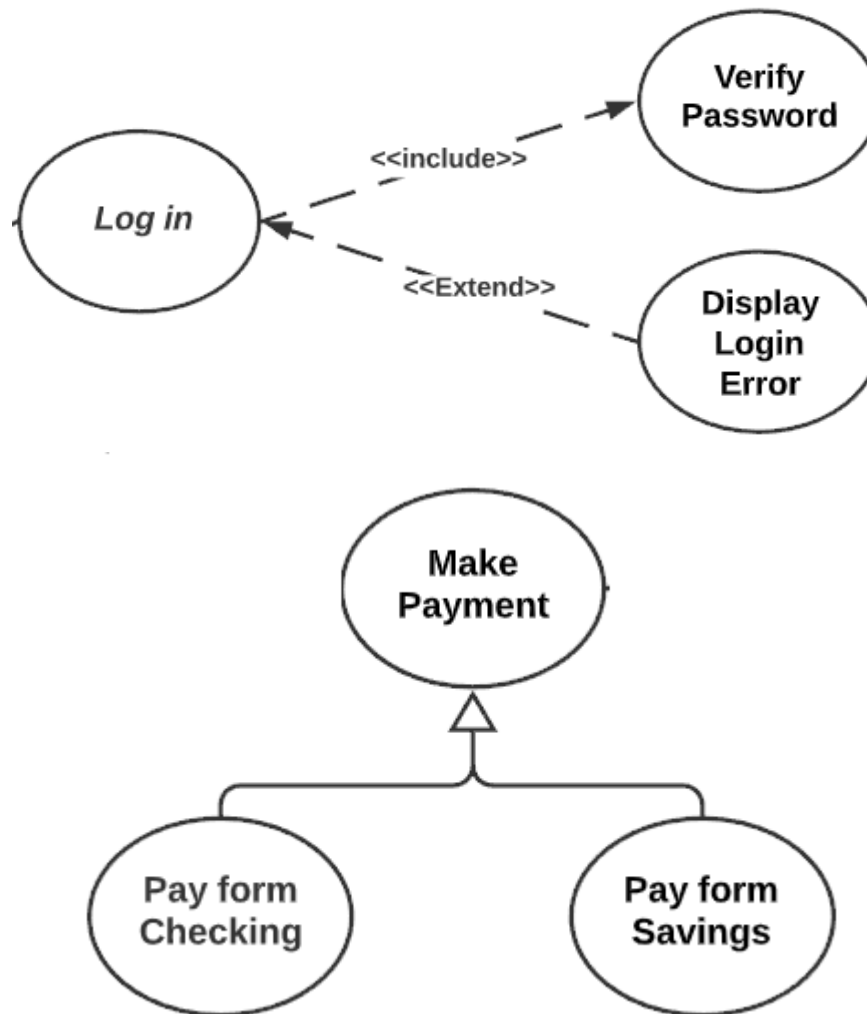 Verify
Password
<<include>>
Log in
<<Extend>>
Display
Login
Error
Make
Payment
Pay form
Checking
Pay form
Savings